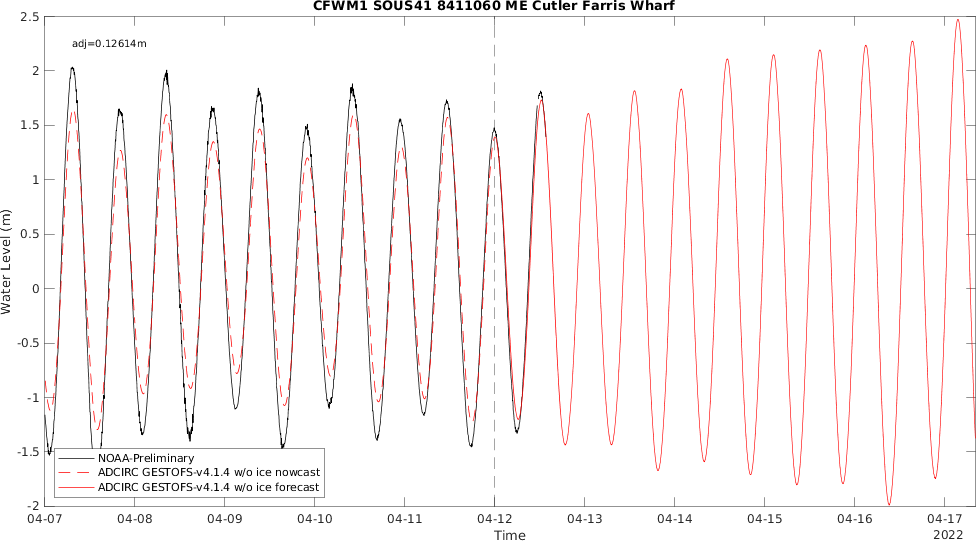 CFWM1 SOUS41 8411060 ME Cutler Farris Wharf
adj=0.12614m
2.5
2
1.5
1
0.5
0
-0.5
-1
-1.5
-2
Water Level (m)
NOAA-Preliminary
ADCIRC GESTOFS-v4.1.4 w/o ice nowcast
ADCIRC GESTOFS-v4.1.4 w/o ice forecast
04-07 04-08 04-09 04-10 04-11 04-12 04-13 04-14 04-15 04-16 04-17
Time
2022